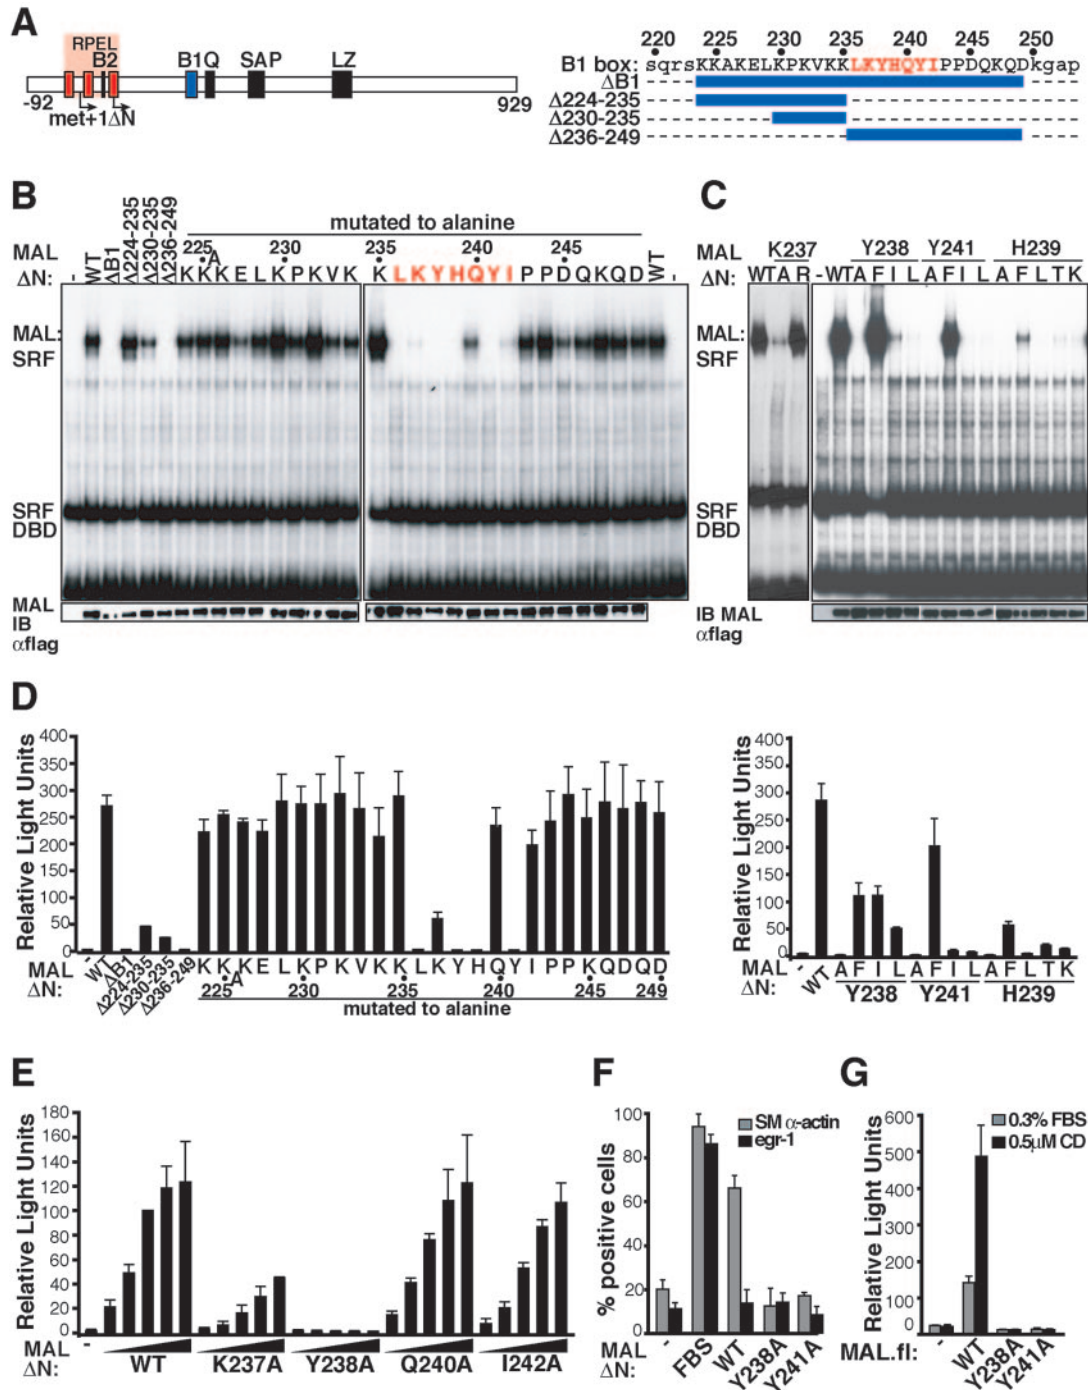 A
RPEL
B2
B1 Q SAP LZ
-92
929
met+1 ΔN
220 225 230 235 240 245 250
B1 box: sqrsKKAKELKPKVKKLKYHQYIPPDQKQDkgap
ΔB1
Δ224-235
Δ230-235
Δ236-249
B
mutated to alanine
MAL
ΔN:
- WT ΔB1 Δ224-235 Δ230-235 Δ236-249
225 230 235 240 245
A
K K K E L K P K V K K L K Y H Q Y I P P D Q K Q D WT -
MAL:
SRF
SRF
DBD
MAL
IB
αflag
C
MAL
ΔN:
K237 Y238 Y241 H239
WT A R - WT A F I L A F I L A F L T K
MAL:
SRF
SRF
DBD
IB MAL
αflag
D
Relative Light Units
400
350
300
250
200
150
100
50
0
MAL
ΔN:
- WT ΔB1 Δ224-235 Δ230-235 Δ236-249
K K K E L K P K V K K L K Y H Q Y I P P K Q D Q D
A
225 230 235 240 245 249
mutated to alanine
Relative Light Units
400
350
300
250
200
150
100
50
0
MAL
ΔN:
- WT A F I L A F I L A F L T K
Y238 Y241 H239
E
Relative Light Units
180
160
140
120
100
80
60
40
20
0
MAL
ΔN:
- WT K237A Y238A Q240A I242A
F
% positive cells
100
80
60
40
20
0
SM α-actin
egr-1
MAL
ΔN:
- FBS WT Y238A Y241A
G
Relative Light Units
600
500
400
300
200
100
0
0.3% FBS
0.5μM CD
MAL.fl:
- WT Y238A Y241A